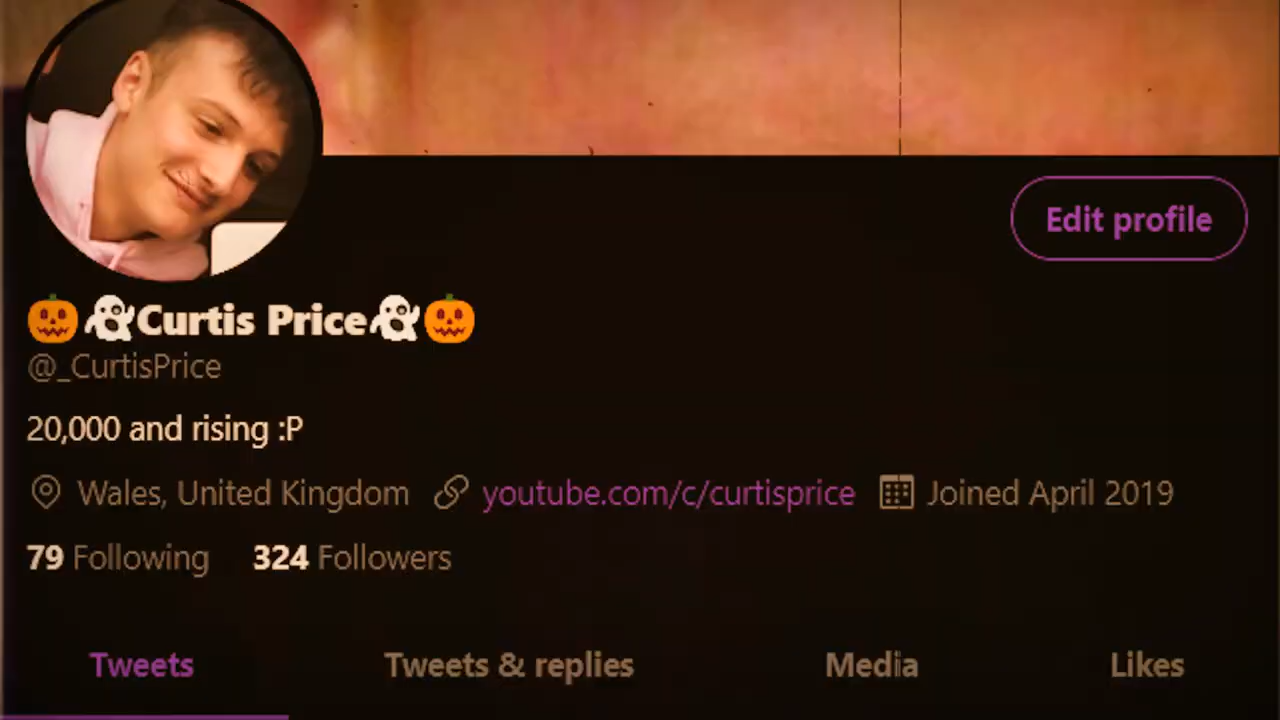 Edit profile
🎃👻Curtis Price👻🎃
@_CurtisPrice
20,000 and rising :P
Wales, United Kingdom youtube.com/c/curtisprice Joined April 2019
79 Following 324 Followers
Tweets Tweets & replies Media Likes